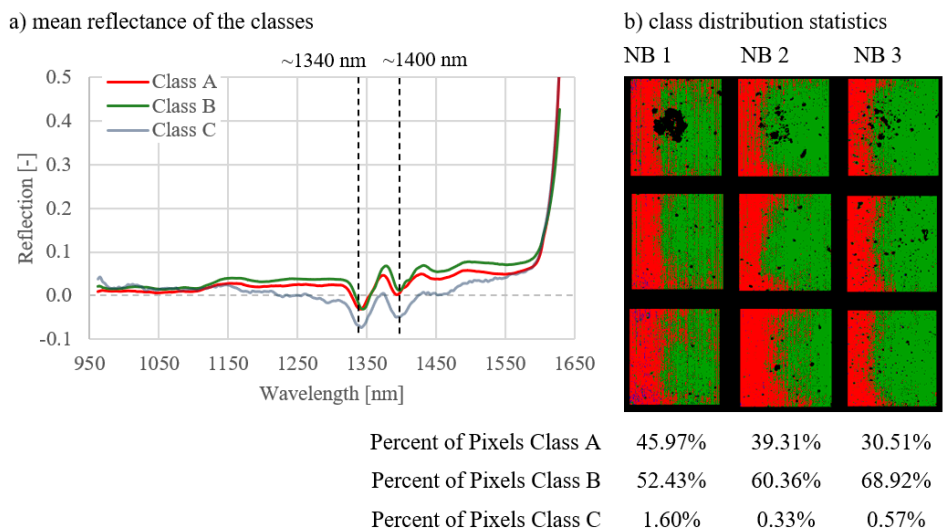 a) mean reflectance of the classes
b) class distribution statistics
~1340 nm
~1400 nm
NB 1 NB 2 NB 3
0.5
0.4
0.3
0.2
0.1
0.0
-0.1
Reflection [-]
Class A
Class B
Class C
950 1050 1150 1250 1350 1450 1550 1650
Wavelength [nm]
Percent of Pixels Class A 45.97% 39.31% 30.51%
Percent of Pixels Class B 52.43% 60.36% 68.92%
Percent of Pixels Class C 1.60% 0.33% 0.57%